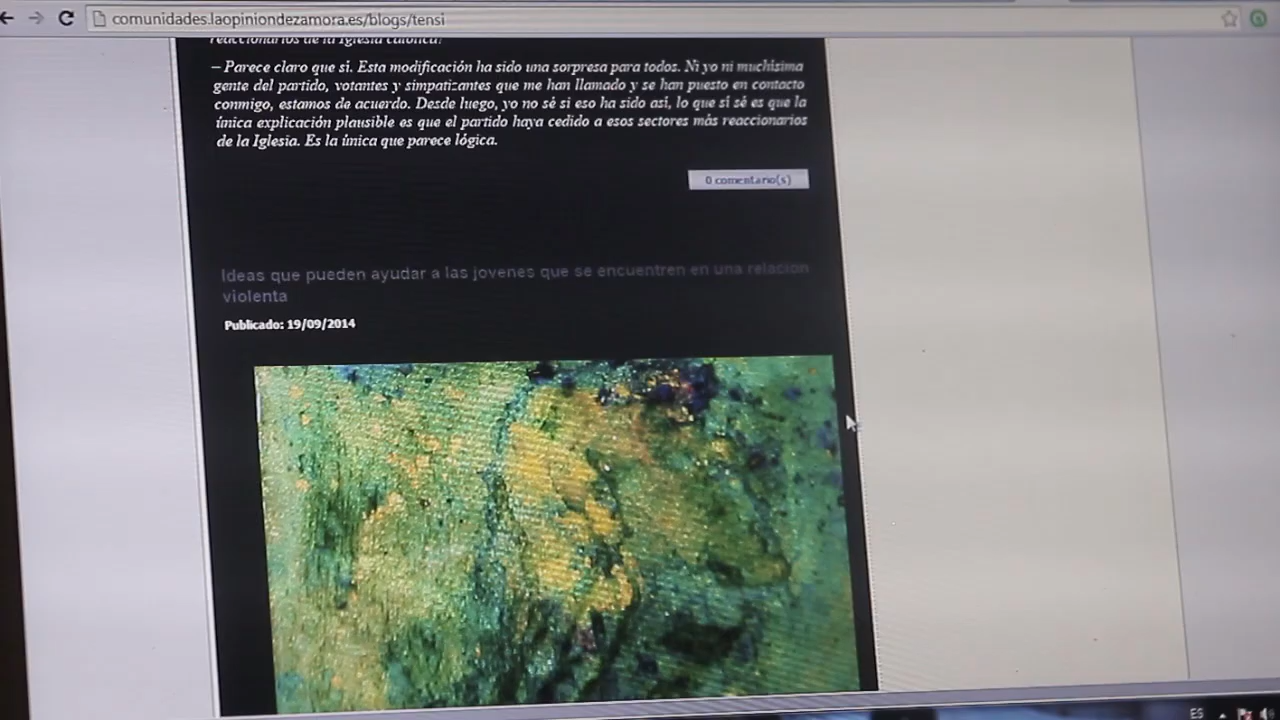 comunidades.laopiniondezamora.es/blogs/tensi
reaccionarios de la Iglesia católica?
– Parece claro que sí. Esta modificación ha sido una sorpresa para todos. Ni yo ni muchísima
gente del partido, votantes y simpatizantes que me han llamado y se han puesto en contacto
conmigo, estamos de acuerdo. Desde luego, yo no sé si eso ha sido así, lo que sí sé es que la
única explicación plausible es que el partido haya cedido a esos sectores más reaccionarios
de la Iglesia. Es la única que parece lógica.
0 comentario(s)
Ideas que pueden ayudar a las jovenes que se encuentren en una relacion
violenta
Publicado: 19/09/2014
ES